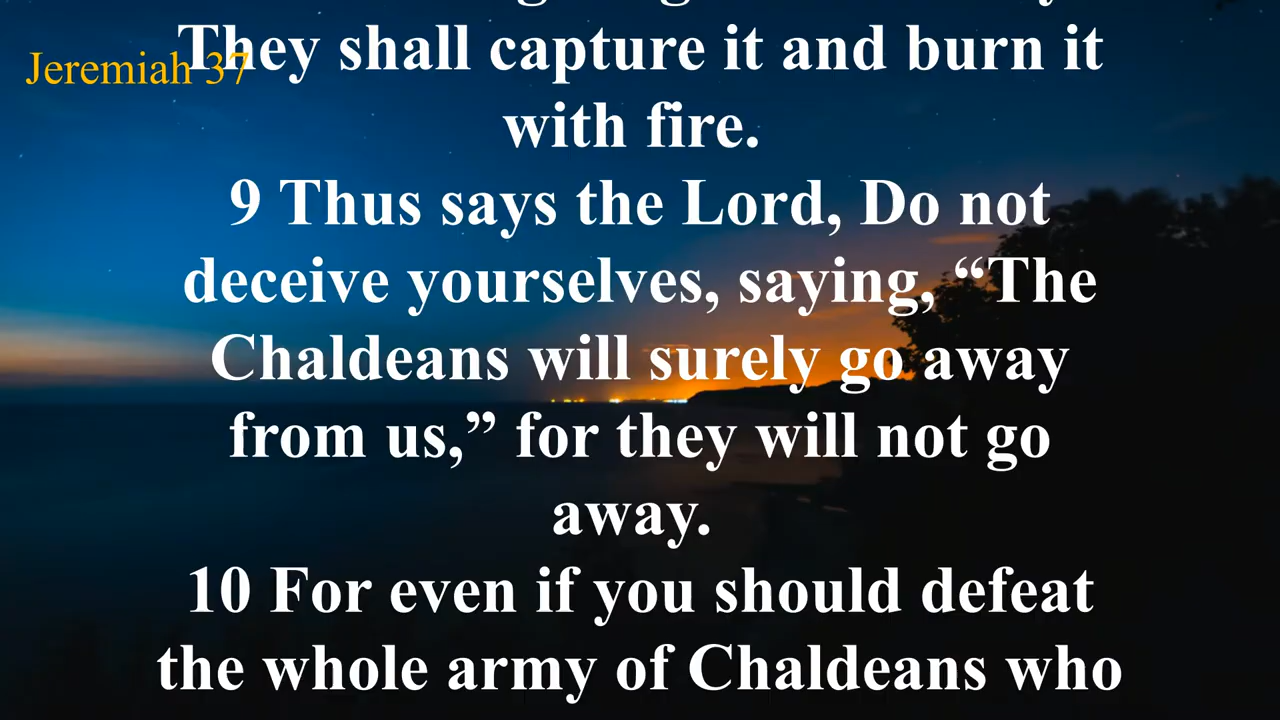 Jeremiah 37
They shall capture it and burn it
with fire.
9 Thus says the Lord, Do not
deceive yourselves, saying, “The
Chaldeans will surely go away
from us,” for they will not go
away.
10 For even if you should defeat
the whole army of Chaldeans who